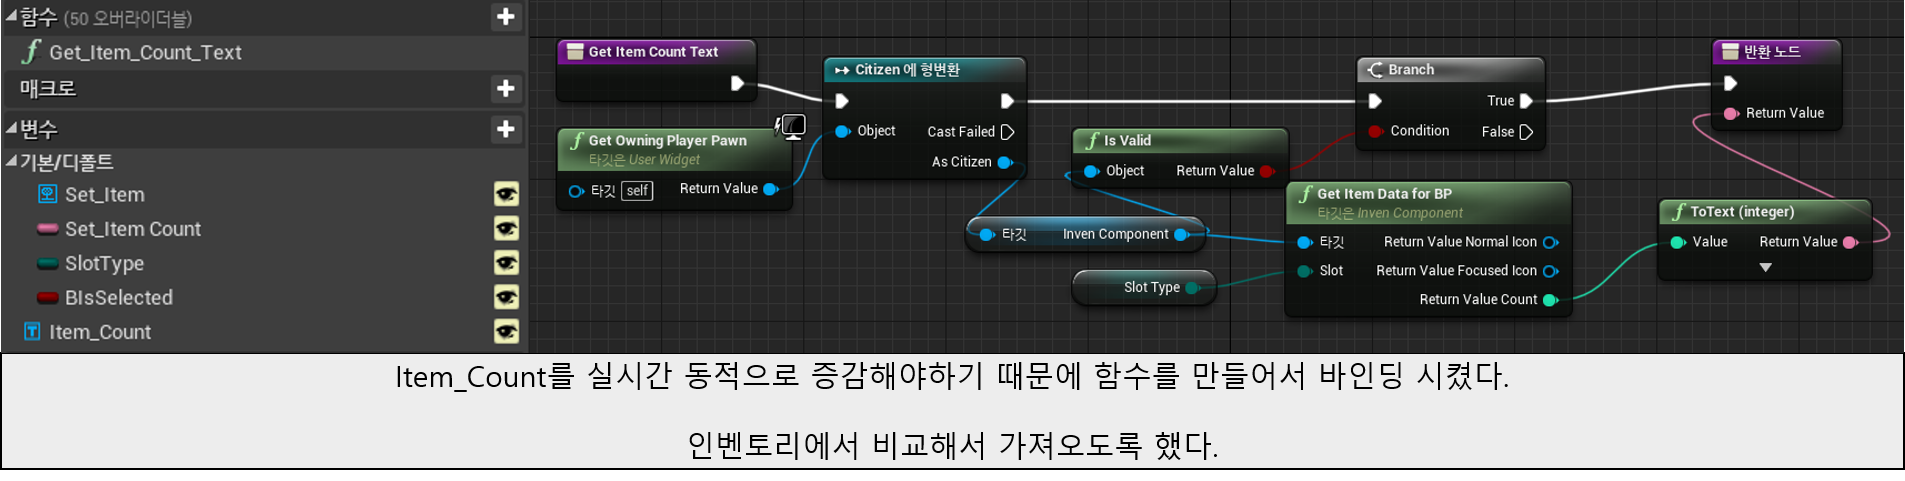 함수 (50 오버라이더블)
Get_Item_Count_Text
매크로
변수
기본/디폴트
Set_Item
Set_Item Count
SlotType
BIsSelected
Item_Count
Get Item Count Text
Get Owning Player Pawn
타깃은 User Widget
타깃 self Return Value
Citizen 에 형변환
Object
Cast Failed
As Citizen
Is Valid
Object Return Value
타깃 Inven Component
Slot Type
Branch
True
Condition False
Get Item Data for BP
타깃은 Inven Component
타깃 Return Value Normal Icon
Slot Return Value Focused Icon
Return Value Count
ToText (integer)
Value Return Value
반환 노드
Return Value
Item_Count를 실시간 동적으로 증감해야하기 때문에 함수를 만들어서 바인딩 시켰다.
인벤토리에서 비교해서 가져오도록 했다.